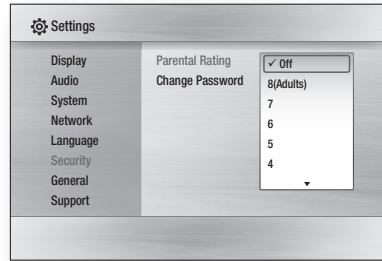 Settings
Display
Audio
System
Network
Language
Security
General
Support
Parental Rating
Change Password
✓ Off
8(Adults)
7
6
5
4